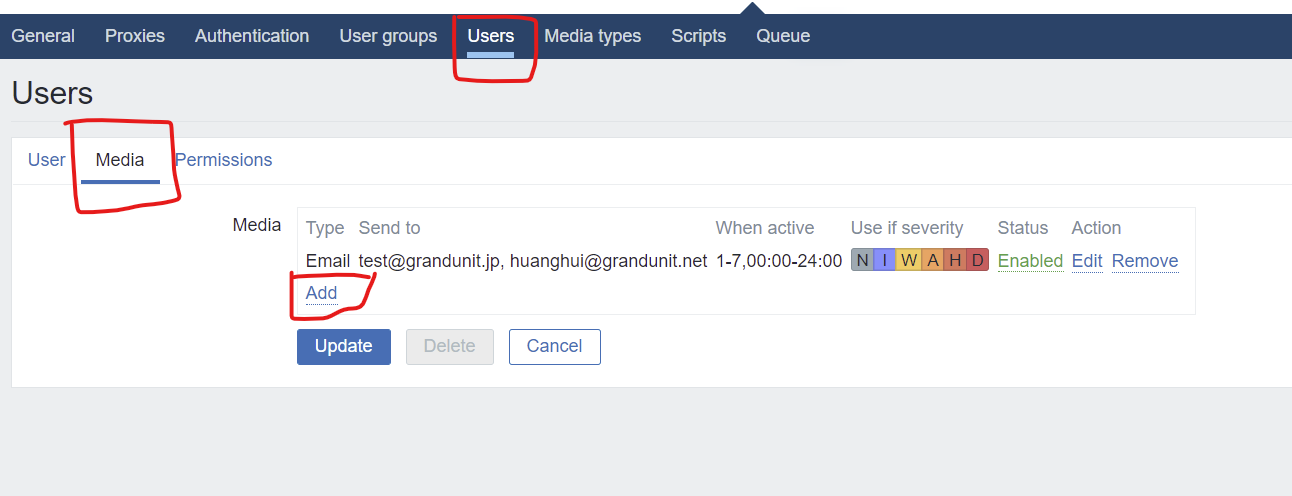 General Proxies Authentication User groups Users Media types Scripts Queue
Users
User Media Permissions
Media Type Send to When active Use if severity Status Action
Email test@grandunit.jp, huanghui@grandunit.net 1-7,00:00-24:00 N I W A H D Enabled Edit Remove
Add
Update Delete Cancel